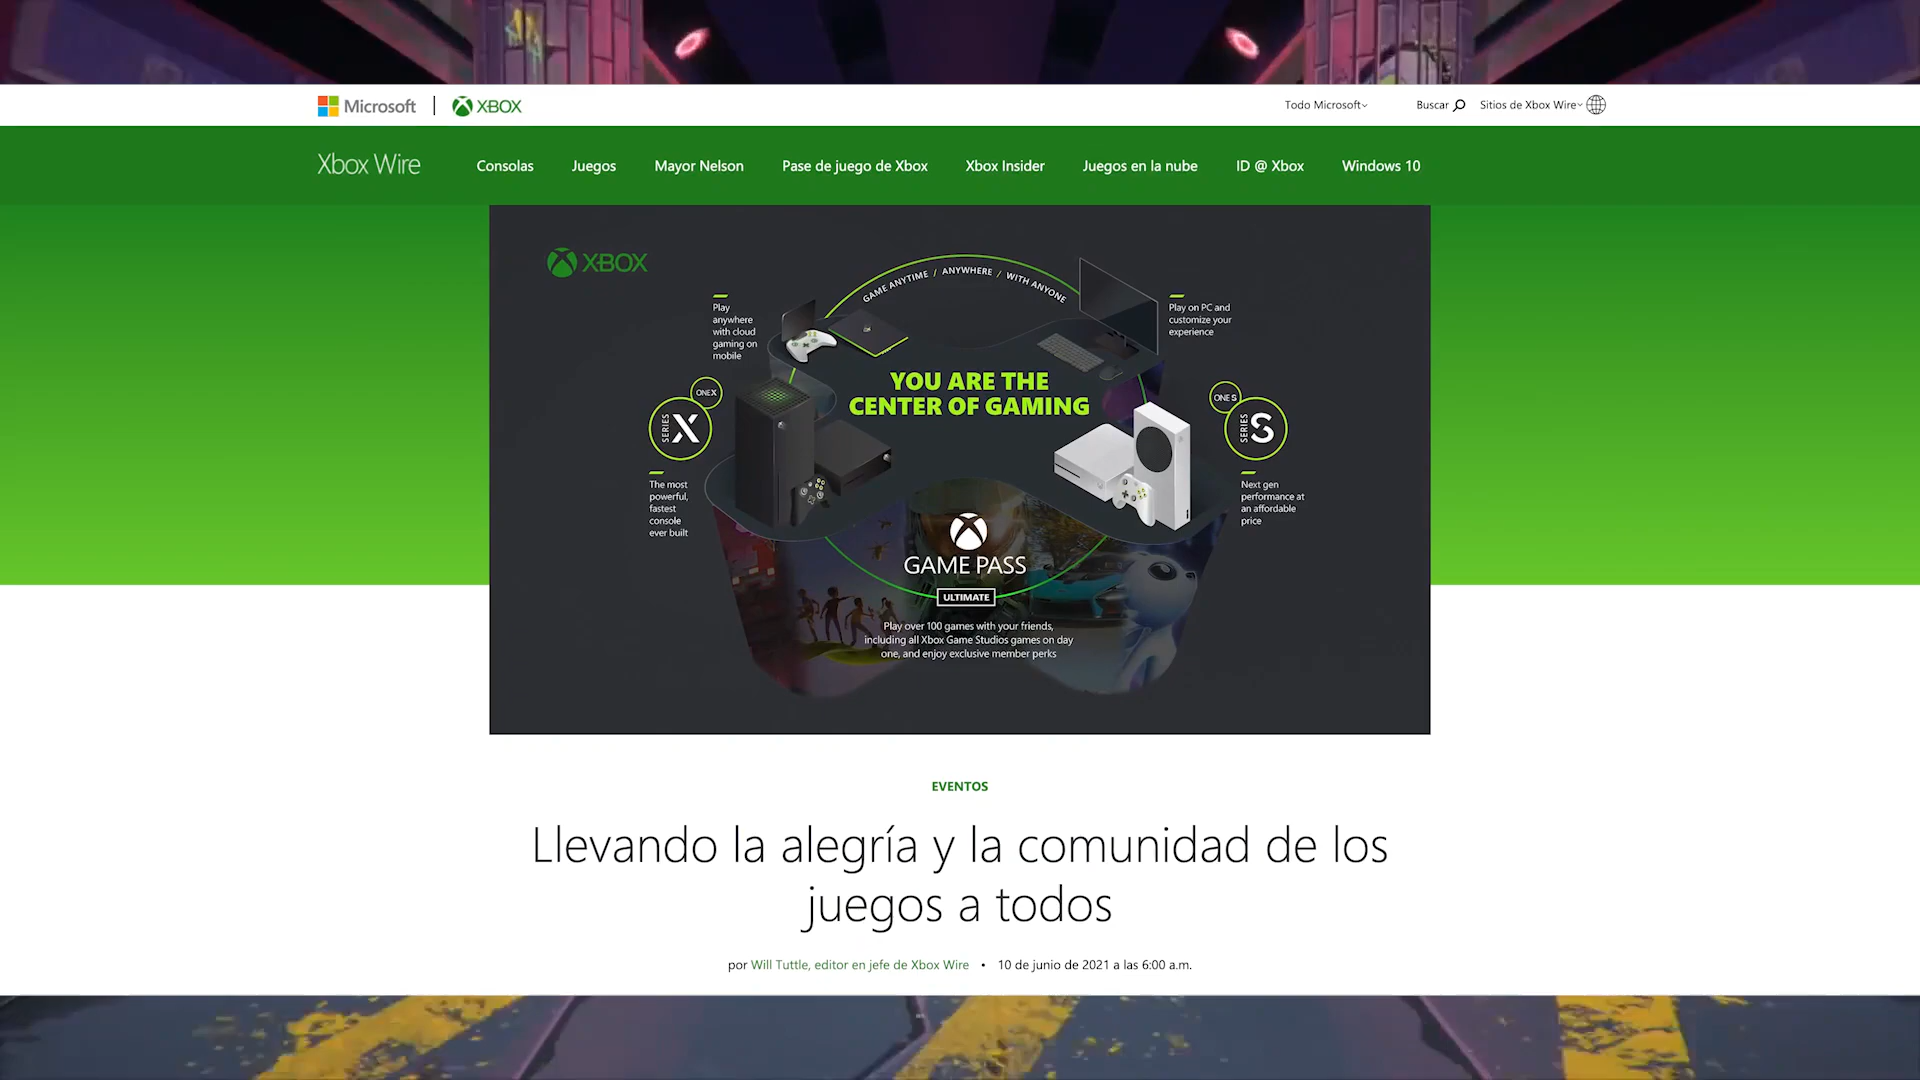 Microsoft | XBOX
Todo Microsoft
Buscar
Sitios de Xbox Wire
Xbox Wire
Consolas
Juegos
Mayor Nelson
Pase de juego de Xbox
Xbox Insider
Juegos en la nube
ID @ Xbox
Windows 10
XBOX
GAME ANYTIME / ANYWHERE / WITH ANYONE
Play
anywhere
with cloud
gaming on
mobile
Play on PC and
customize your
experience
YOU ARE THE
CENTER OF GAMING
ONE X
SERIES X
The most
powerful,
fastest
console
ever built
ONE S
SERIES S
Next gen
performance at
an affordable
price
GAME PASS
ULTIMATE
Play over 100 games with your friends,
including all Xbox Game Studios games on day
one, and enjoy exclusive member perks
EVENTOS
Llevando la alegría y la comunidad de los
juegos a todos
por Will Tuttle, editor en jefe de Xbox Wire • 10 de junio de 2021 a las 6:00 a.m.